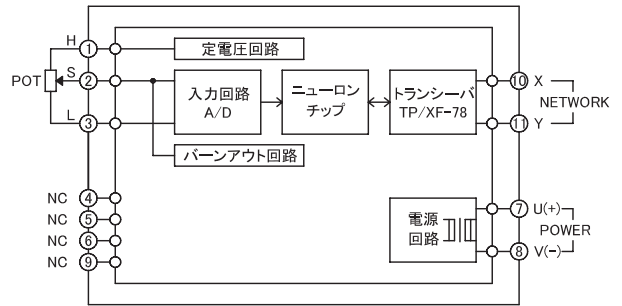 H
① 定電圧回路
POT
S
② 入力回路
A/D
ニューロン
チップ
トランシーバ
TP/XF-78
⑩ X
NETWORK
L
③ ⑪ Y
バーンアウト回路
NC ④
NC ⑤
NC ⑥
NC ⑨
電源
回路
⑦ U(+)
POWER
⑧ V(−)